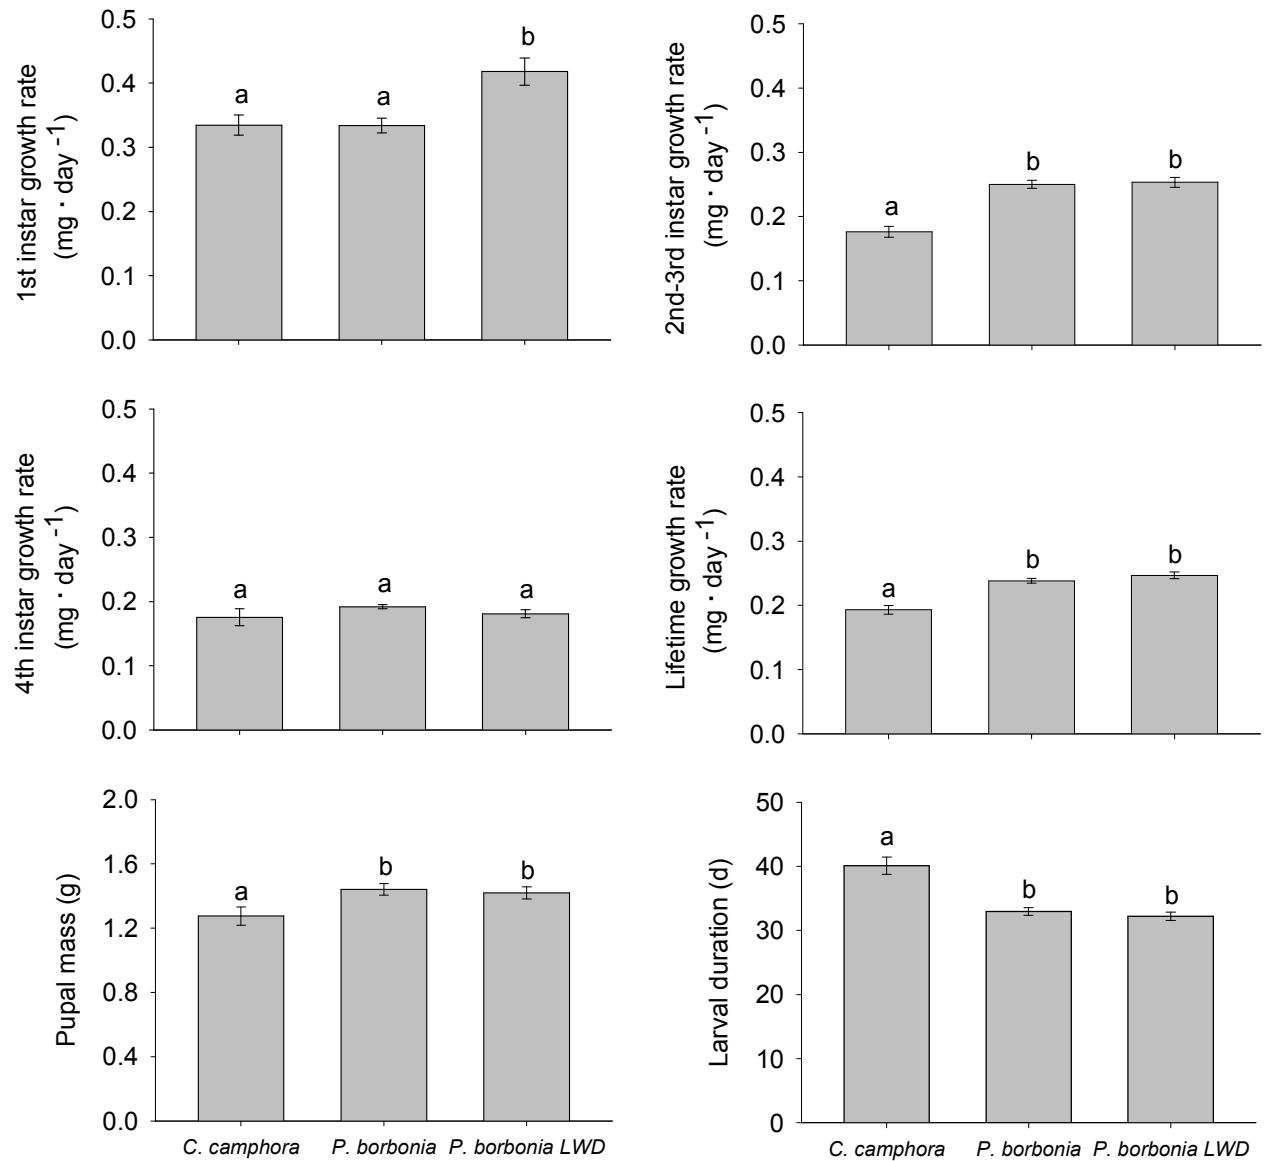 0.5
0.4
0.3
0.2
0.1
0.0
1st instar growth rate
(mg · day -1)
a
a
b
0.5
0.4
0.3
0.2
0.1
0.0
2nd-3rd instar growth rate
(mg · day -1)
a
b
b
0.5
0.4
0.3
0.2
0.1
0.0
4th instar growth rate
(mg · day -1)
a
a
a
0.5
0.4
0.3
0.2
0.1
0.0
Lifetime growth rate
(mg · day -1)
a
b
b
2.0
1.6
1.2
0.8
0.4
0.0
Pupal mass (g)
a
b
b
C. camphora P. borbonia P. borbonia LWD
50
40
30
20
10
0
Larval duration (d)
a
b
b
C. camphora P. borbonia P. borbonia LWD